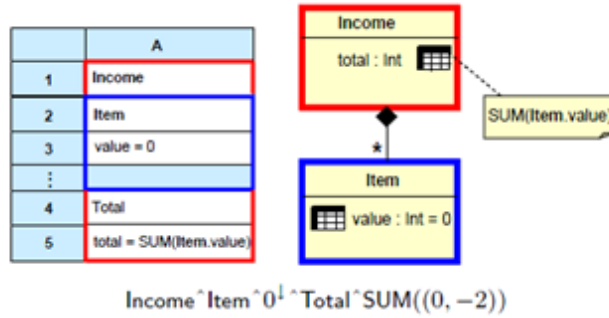 A
1 Income
2 Item
3 value = 0
⋮
4 Total
5 total = SUM(Item.value)
Income
total : Int
SUM(Item.value)
*
Item
value : Int = 0
Income^Item^0↓^Total^SUM((0, −2))